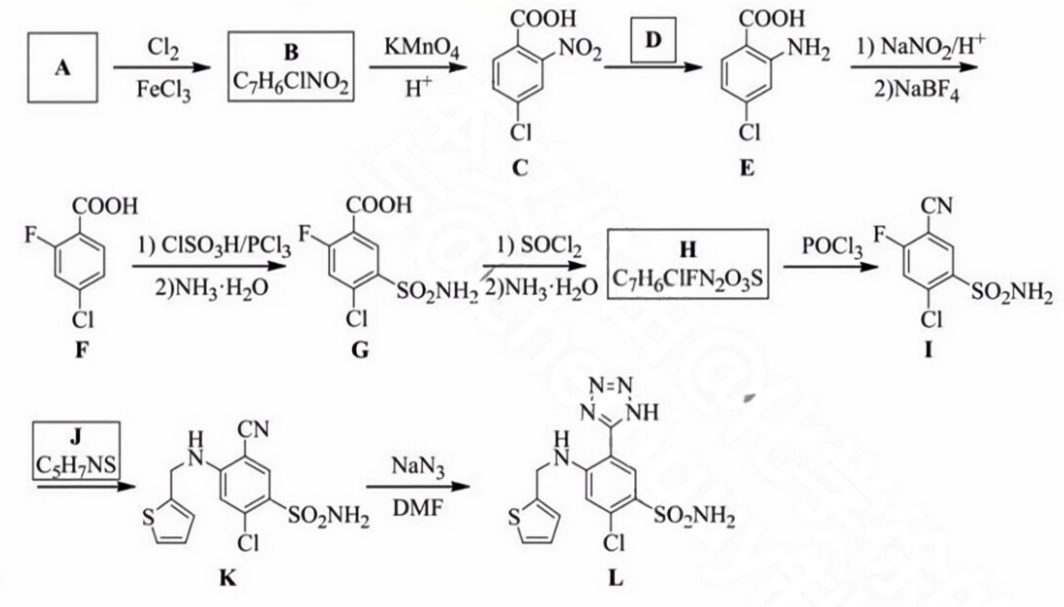 A
Cl₂
FeCl₃
B
C₇H₆ClNO₂
KMnO₄
H⁺
COOH
NO₂
Cl
C
D
COOH
NH₂
Cl
E
1) NaNO₂/H⁺
2)NaBF₄
COOH
F
Cl
F
1) ClSO₃H/PCl₃
2)NH₃·H₂O
COOH
F
SO₂NH₂
Cl
G
1) SOCl₂
2)NH₃·H₂O
H
C₇H₆ClFN₂O₃S
POCl₃
CN
F
SO₂NH₂
Cl
I
J
C₅H₇NS
H
N
CN
S
SO₂NH₂
Cl
K
NaN₃
DMF
N=N
N
NH
H
N
S
SO₂NH₂
Cl
L